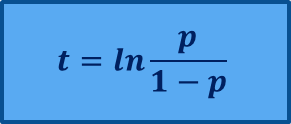 t = ln p / 1 − p